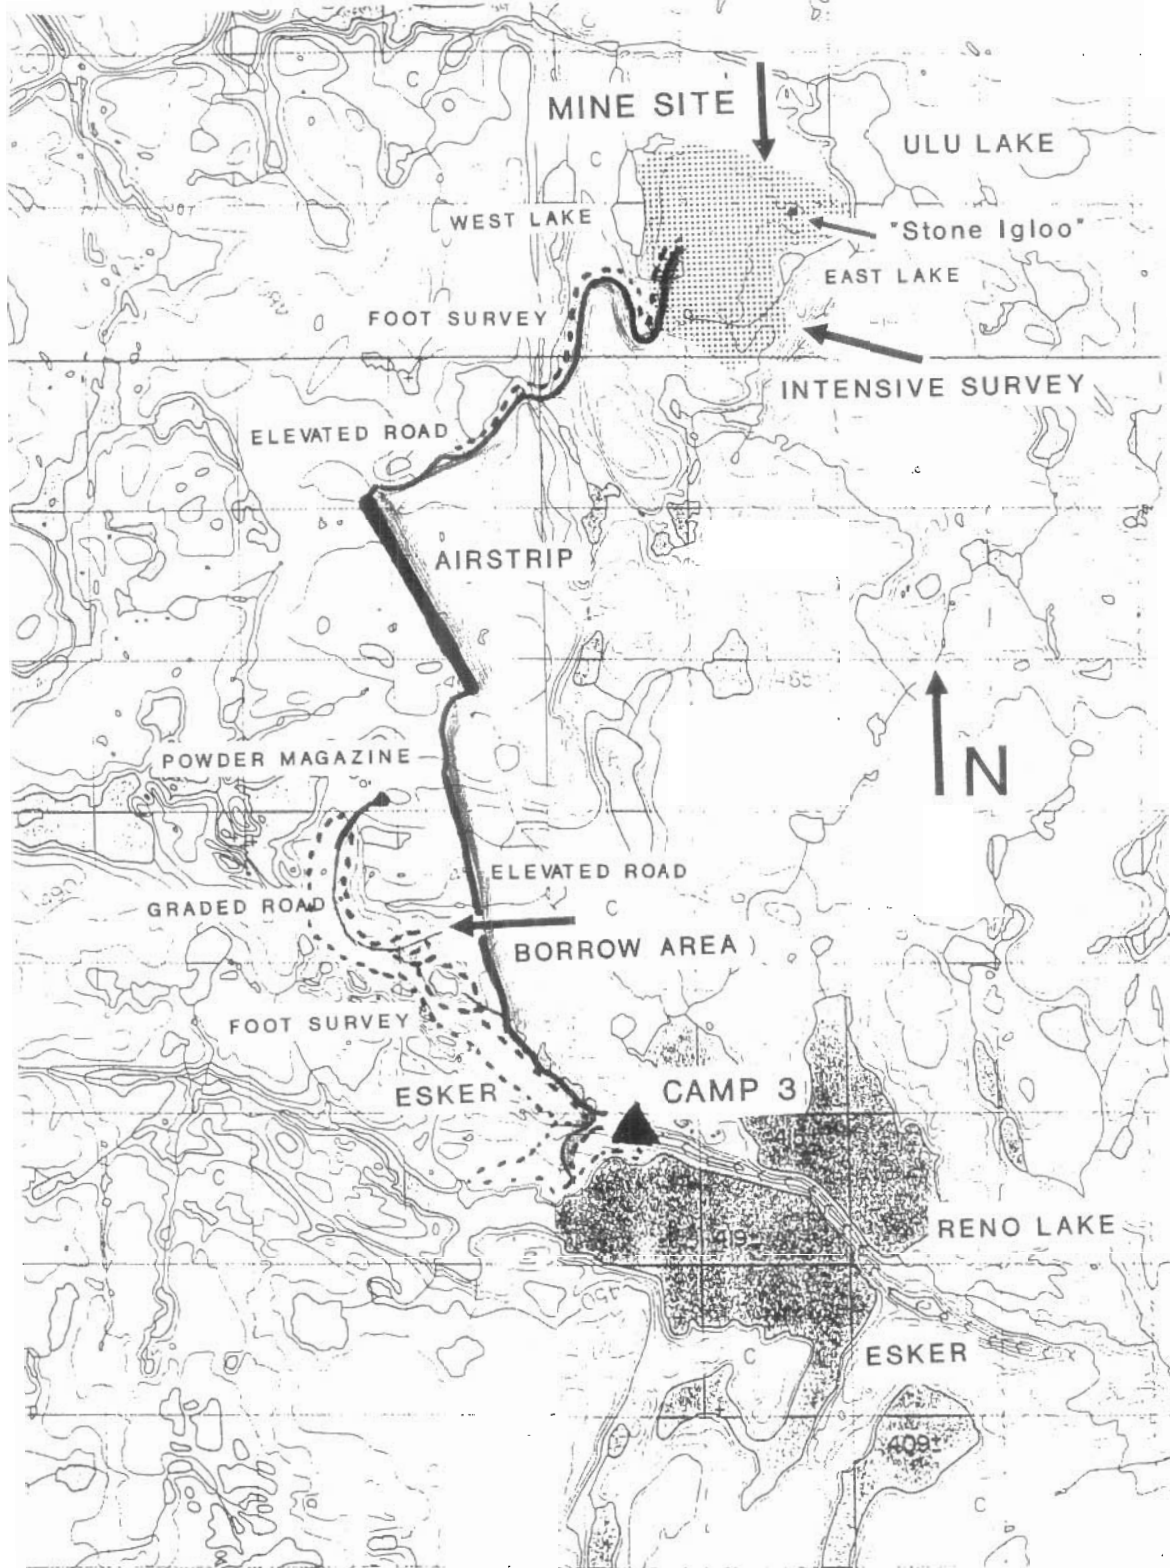 C
MINE SITE
ULU LAKE
C
WEST LAKE
"Stone Igloo"
EAST LAKE
FOOT SURVEY
INTENSIVE SURVEY
ELEVATED ROAD
AIRSTRIP
465
POWDER MAGAZINE
N
ELEVATED ROAD
GRADED ROAD
C
BORROW AREA
FOOT SURVEY
ESKER
CAMP 3
C
RENO LAKE
ESKER
C
409±
C